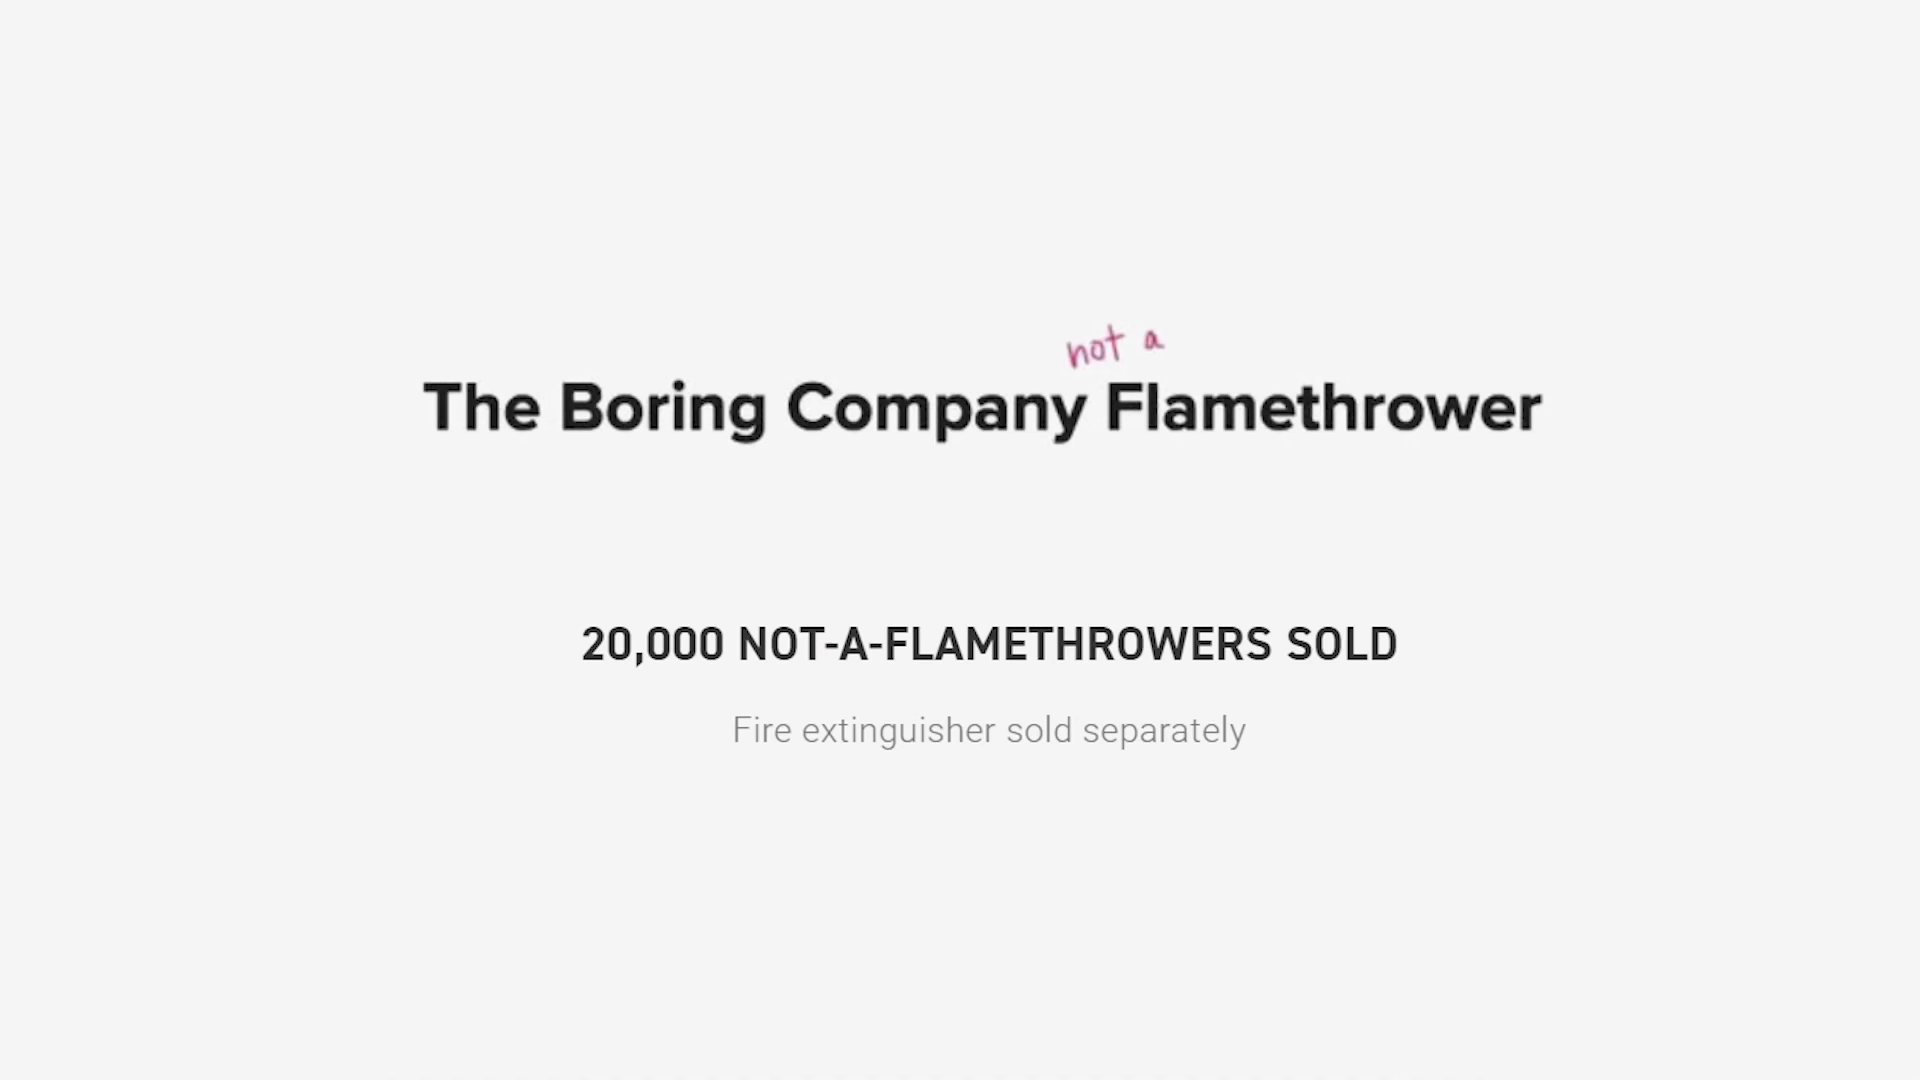 not a
The Boring Company Flamethrower
20,000 NOT-A-FLAMETHROWERS SOLD
Fire extinguisher sold separately